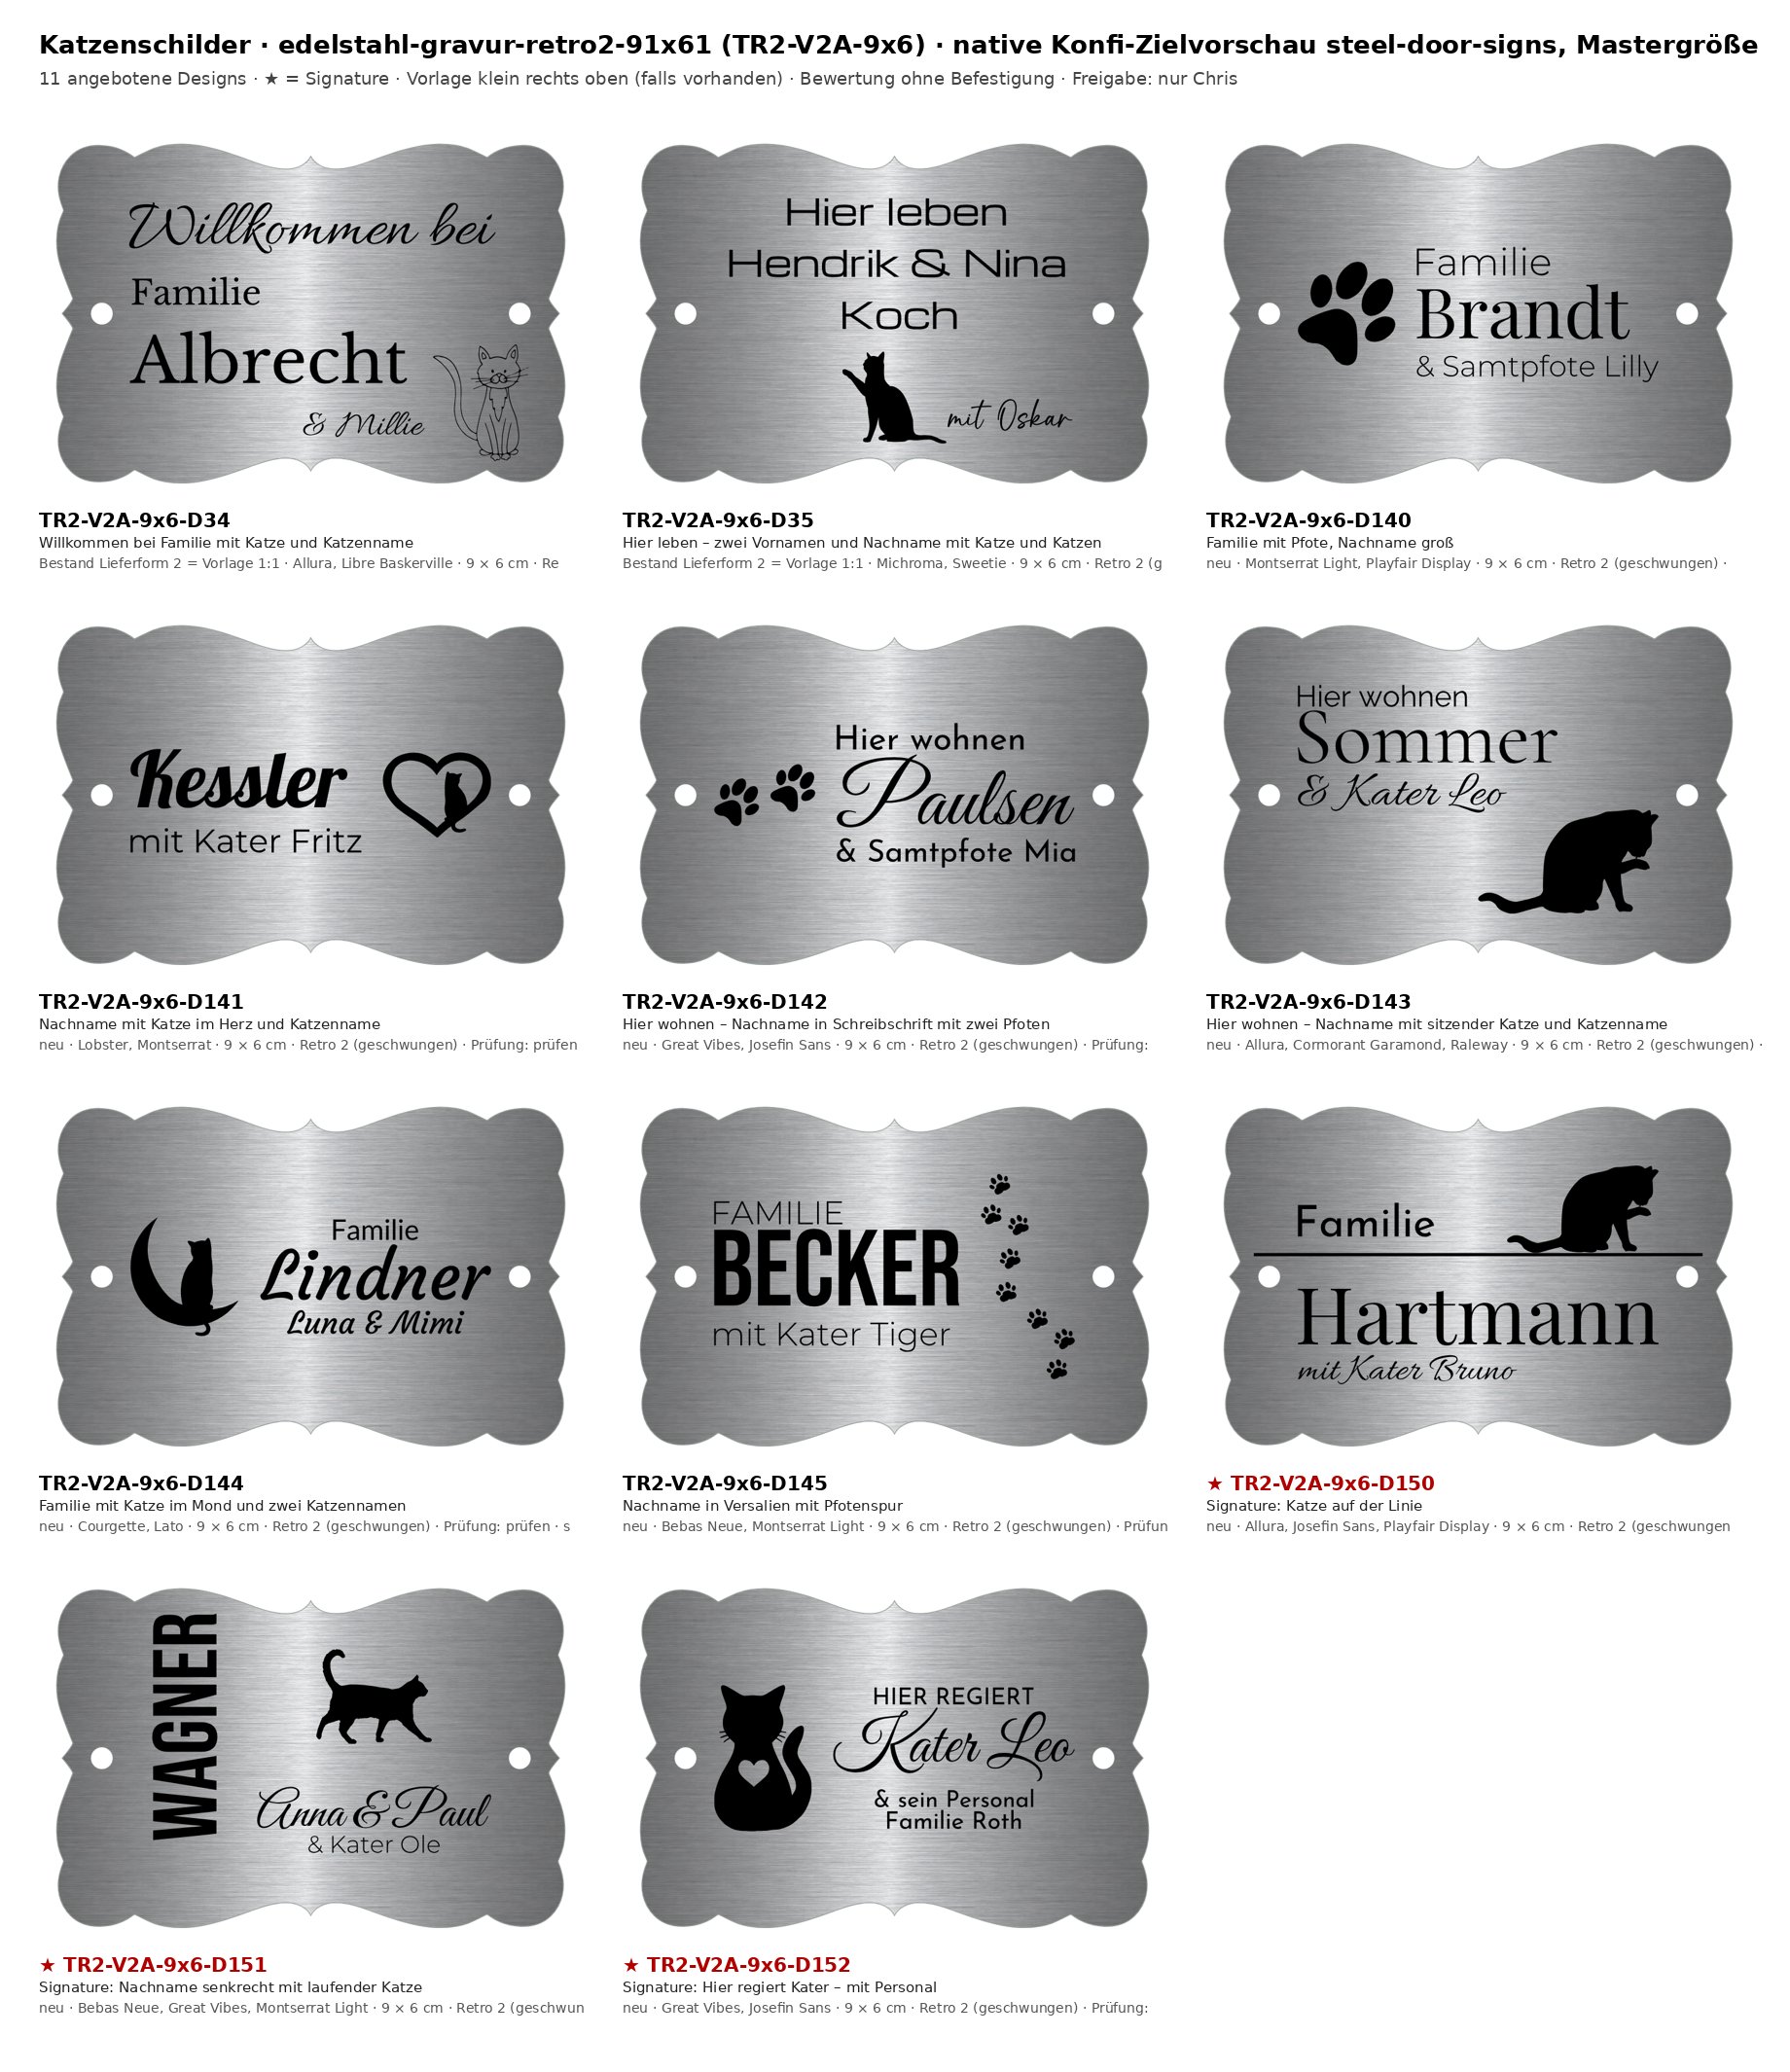 Katzenschilder · edelstahl-gravur-retro2-91x61 (TR2-V2A-9x6) · native Konfi-Zielvorschau steel-door-signs, Mastergröße
11 angebotene Designs · ★ = Signature · Vorlage klein rechts oben (falls vorhanden) · Bewertung ohne Befestigung · Freigabe: nur Chris
Willkommen bei
Familie
Albrecht
& Millie
TR2-V2A-9x6-D34
Willkommen bei Familie mit Katze und Katzenname
Bestand Lieferform 2 = Vorlage 1:1 · Allura, Libre Baskerville · 9 × 6 cm · Re
Hier leben
Hendrik & Nina
Koch
mit Oskar
TR2-V2A-9x6-D35
Hier leben – zwei Vornamen und Nachname mit Katze und Katzen
Bestand Lieferform 2 = Vorlage 1:1 · Michroma, Sweetie · 9 × 6 cm · Retro 2 (g
Familie
Brandt
& Samtpfote Lilly
TR2-V2A-9x6-D140
Familie mit Pfote, Nachname groß
neu · Montserrat Light, Playfair Display · 9 × 6 cm · Retro 2 (geschwungen) ·
Kessler
mit Kater Fritz
TR2-V2A-9x6-D141
Nachname mit Katze im Herz und Katzenname
neu · Lobster, Montserrat · 9 × 6 cm · Retro 2 (geschwungen) · Prüfung: prüfen
Hier wohnen
Paulsen
& Samtpfote Mia
TR2-V2A-9x6-D142
Hier wohnen – Nachname in Schreibschrift mit zwei Pfoten
neu · Great Vibes, Josefin Sans · 9 × 6 cm · Retro 2 (geschwungen) · Prüfung:
Hier wohnen
Sommer
& Kater Leo
TR2-V2A-9x6-D143
Hier wohnen – Nachname mit sitzender Katze und Katzenname
neu · Allura, Cormorant Garamond, Raleway · 9 × 6 cm · Retro 2 (geschwungen) ·
Familie
Lindner
Luna & Mimi
TR2-V2A-9x6-D144
Familie mit Katze im Mond und zwei Katzennamen
neu · Courgette, Lato · 9 × 6 cm · Retro 2 (geschwungen) · Prüfung: prüfen · s
FAMILIE
BECKER
mit Kater Tiger
TR2-V2A-9x6-D145
Nachname in Versalien mit Pfotenspur
neu · Bebas Neue, Montserrat Light · 9 × 6 cm · Retro 2 (geschwungen) · Prüfun
Familie
Hartmann
mit Kater Bruno
★ TR2-V2A-9x6-D150
Signature: Katze auf der Linie
neu · Allura, Josefin Sans, Playfair Display · 9 × 6 cm · Retro 2 (geschwungen
WAGNER
Anna & Paul
& Kater Ole
★ TR2-V2A-9x6-D151
Signature: Nachname senkrecht mit laufender Katze
neu · Bebas Neue, Great Vibes, Montserrat Light · 9 × 6 cm · Retro 2 (geschwun
HIER REGIERT
Kater Leo
& sein Personal
Familie Roth
★ TR2-V2A-9x6-D152
Signature: Hier regiert Kater – mit Personal
neu · Great Vibes, Josefin Sans · 9 × 6 cm · Retro 2 (geschwungen) · Prüfung: